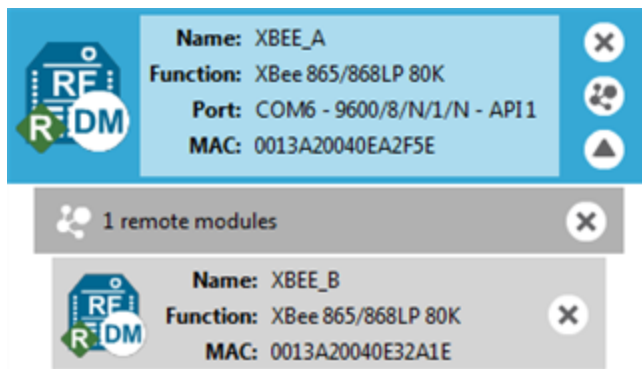 RF
R DM
Name: XBEE_A
Function: XBee 865/868LP 80K
Port: COM6 - 9600/8/N/1/N - API 1
MAC: 0013A20040EA2F5E
1 remote modules
RF
R DM
Name: XBEE_B
Function: XBee 865/868LP 80K
MAC: 0013A20040E32A1E